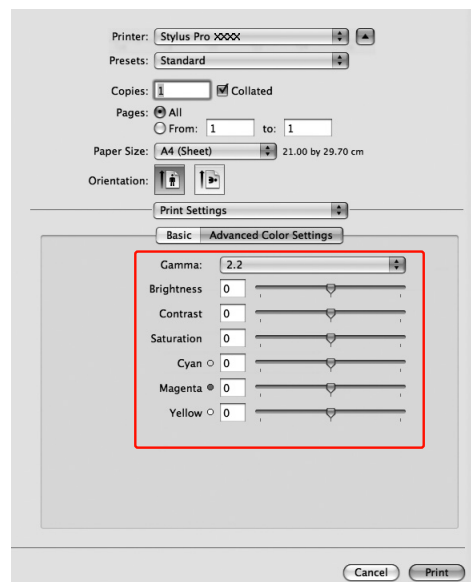 Printer: Stylus Pro XXXX
Presets: Standard
Copies: 1 Collated
Pages: All
From: 1 to: 1
Paper Size: A4 (Sheet) 21.00 by 29.70 cm
Orientation:
Print Settings
Basic Advanced Color Settings
Gamma: 2.2
Brightness 0
Contrast 0
Saturation 0
Cyan 0
Magenta 0
Yellow 0
Cancel Print